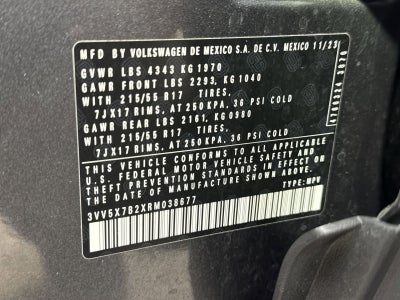 MFD BY VOLKSWAGEN DE MEXICO S.A. DE C.V. MEXICO 11/23
GVWR LBS 4343 KG 1970
GAWR FRONT LBS 2293, KG 1040
WITH 215/55 R17 TIRES,
7JX17 RIMS, AT 250 KPA, 36 PSI COLD
GAWR REAR LBS 2161, KG 0980
WITH 215/55 R17 TIRES,
7JX17 RIMS, AT 250 KPA, 36 PSI COLD
THIS VEHICLE CONFORMS TO ALL APPLICABLE
U.S. FEDERAL MOTOR VEHICLE SAFETY AND
THEFT PREVENTION STANDARDS IN EFFECT ON
THE DATE OF MANUFACTURE SHOWN ABOVE.
TYPE: MPV
3VV5X7B2XRM038677